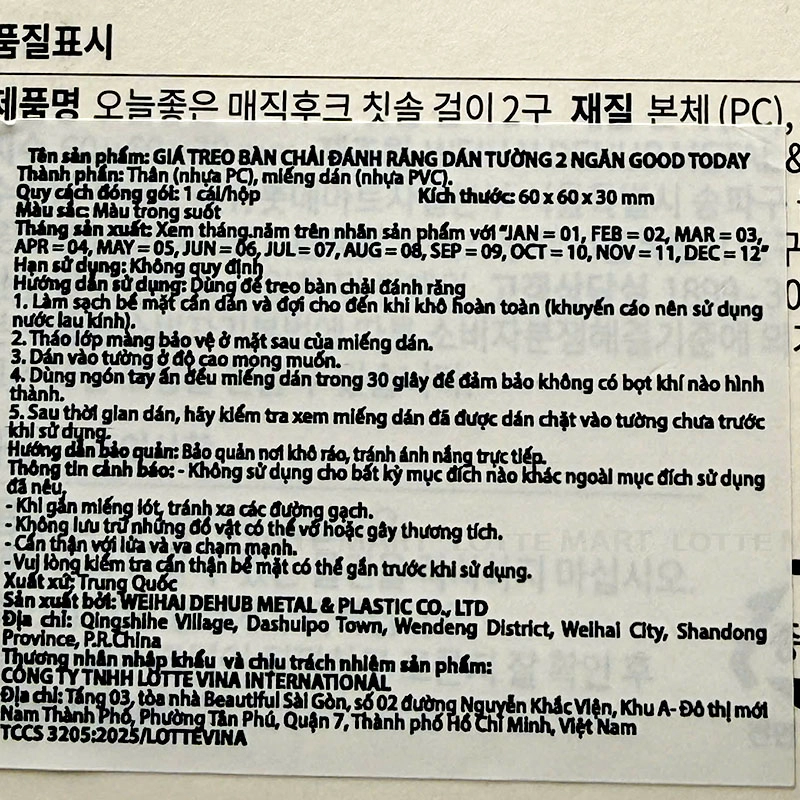 품질표시
제품명 오늘좋은 매직후크 칫솔 걸이 2구 재질 본체 (PC),
Tên sản phẩm: GIÁ TREO BÀN CHẢI ĐÁNH RĂNG DÁN TƯỜNG 2 NGĂN GOOD TODAY
Thành phần: Thân (nhựa PC), miếng dán (nhựa PVC).
Quy cách đóng gói: 1 cái/hộp Kích thước: 60 x 60 x 30 mm
Màu sắc: Màu trong suốt
Tháng sản xuất: Xem tháng.năm trên nhãn sản phẩm với "JAN = 01, FEB = 02, MAR = 03,
APR = 04, MAY = 05, JUN = 06, JUL = 07, AUG = 08, SEP = 09, OCT = 10, NOV = 11, DEC = 12"
Hạn sử dụng: Không quy định
Hướng dẫn sử dụng: Dùng để treo bàn chải đánh răng
1. Làm sạch bề mặt cần dán và đợi cho đến khi khô hoàn toàn (khuyến cáo nên sử dụng
nước lau kính).
2. Tháo lớp màng bảo vệ ở mặt sau của miếng dán.
3. Dán vào tường ở độ cao mong muốn.
4. Dùng ngón tay ấn đều miếng dán trong 30 giây để đảm bảo không có bọt khí nào hình
thành.
5. Sau thời gian dán, hãy kiểm tra xem miếng dán đã được dán chặt vào tường chưa trước
khi sử dụng.
Hướng dẫn bảo quản: Bảo quản nơi khô ráo, tránh ánh nắng trực tiếp.
Thông tin cảnh báo: - Không sử dụng cho bất kỳ mục đích nào khác ngoài mục đích sử dụng
đã nêu.
- Khi gắn miếng lót, tránh xa các đường gạch.
- Không lưu trữ những đồ vật có thể vỡ hoặc gây thương tích.
- Cẩn thận với lửa và va chạm mạnh.
- Vui lòng kiểm tra cẩn thận bề mặt có thể gắn trước khi sử dụng.
Xuất xứ: Trung Quốc
Sản xuất bởi: WEIHAI DEHUB METAL & PLASTIC CO., LTD
Địa chỉ: Qingshihe Village, Dashuipo Town, Wendeng District, Weihai City, Shandong
Province, P.R.China
Thương nhân nhập khẩu và chịu trách nhiệm sản phẩm:
CÔNG TY TNHH LOTTE VINA INTERNATIONAL
Địa chỉ: Tầng 03, tòa nhà Beautiful Sài Gòn, số 02 đường Nguyễn Khắc Viện, Khu A- Đô thị mới
Nam Thành Phố, Phường Tân Phú, Quận 7, Thành phố Hồ Chí Minh, Việt Nam
TCCS 3205:2025/LOTTEVINA